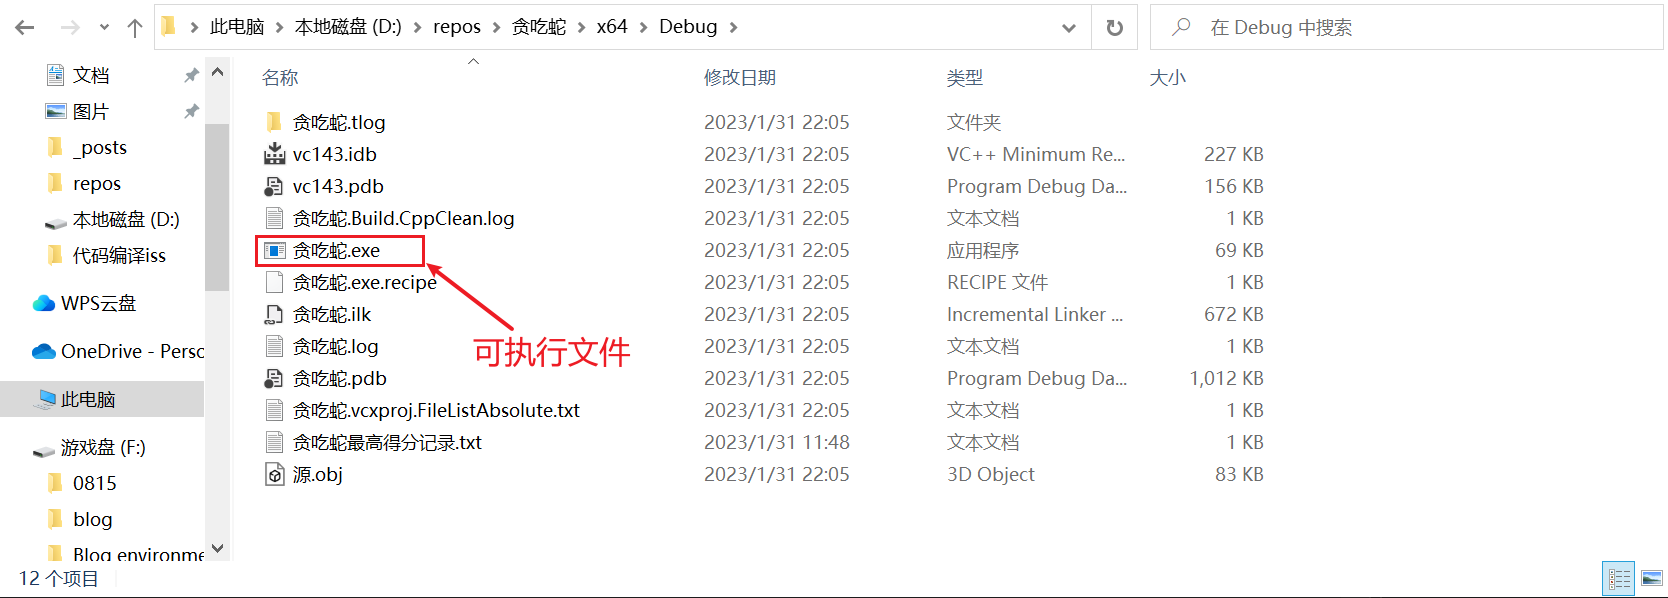 此电脑 > 本地磁盘 (D:) > repos > 贪吃蛇 > x64 > Debug >
在 Debug 中搜索
文档
图片
_posts
repos
本地磁盘 (D:)
代码编译iss
WPS云盘
OneDrive - Perso
此电脑
游戏盘 (F:)
0815
blog
Blog environme
名称 修改日期 类型 大小
贪吃蛇.tlog 2023/1/31 22:05 文件夹
vc143.idb 2023/1/31 22:05 VC++ Minimum Re... 227 KB
vc143.pdb 2023/1/31 22:05 Program Debug Da... 156 KB
贪吃蛇.Build.CppClean.log 2023/1/31 22:05 文本文档 1 KB
贪吃蛇.exe 2023/1/31 22:05 应用程序 69 KB
贪吃蛇.exe.recipe 2023/1/31 22:05 RECIPE 文件 1 KB
贪吃蛇.ilk 2023/1/31 22:05 Incremental Linker ... 672 KB
贪吃蛇.log 2023/1/31 22:05 文本文档 1 KB
贪吃蛇.pdb 2023/1/31 22:05 Program Debug Da... 1,012 KB
贪吃蛇.vcxproj.FileListAbsolute.txt 2023/1/31 22:05 文本文档 1 KB
贪吃蛇最高得分记录.txt 2023/1/31 11:48 文本文档 1 KB
源.obj 2023/1/31 22:05 3D Object 83 KB
可执行文件
12 个项目